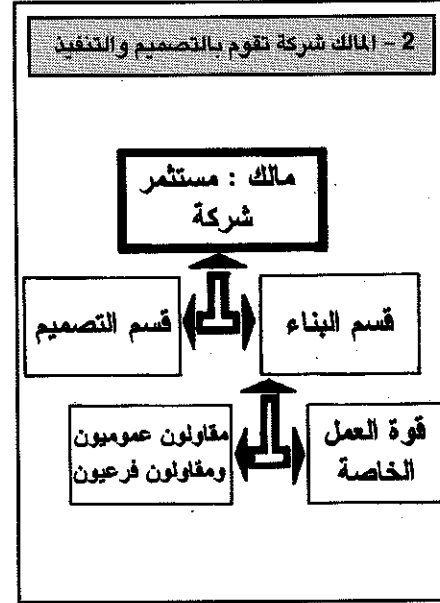 2 – المالك شركة تقوم بالتصميم والتنفيذ
مالك : مستثمر
شركة
قسم البناء
قسم التصميم
قوة العمل
الخاصة
مقاولون عموميون
ومقاولون فرعيون